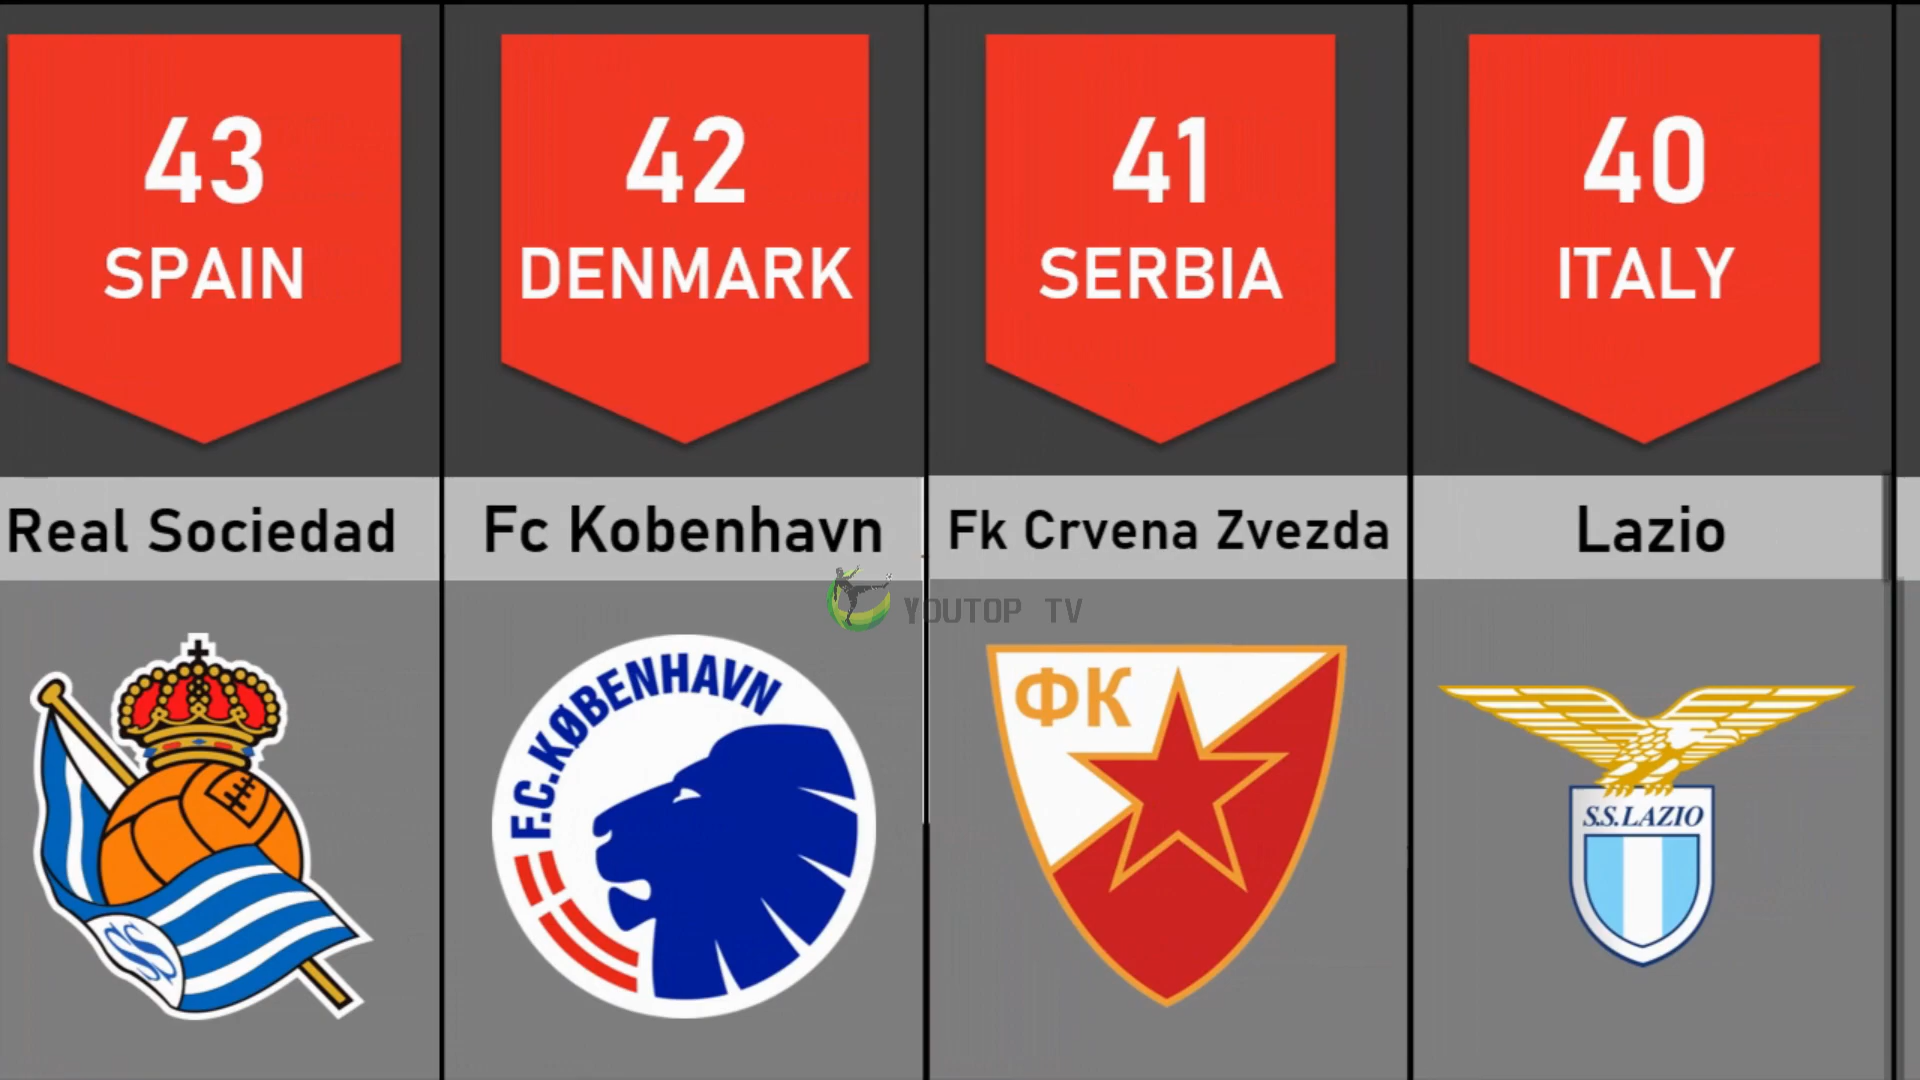 43
SPAIN
Real Sociedad
42
DENMARK
Fc Kobenhavn
F.C.KØBENHAVN
41
SERBIA
Fk Crvena Zvezda
ФК
40
ITALY
Lazio
S.S.LAZIO
YOUTOP TV